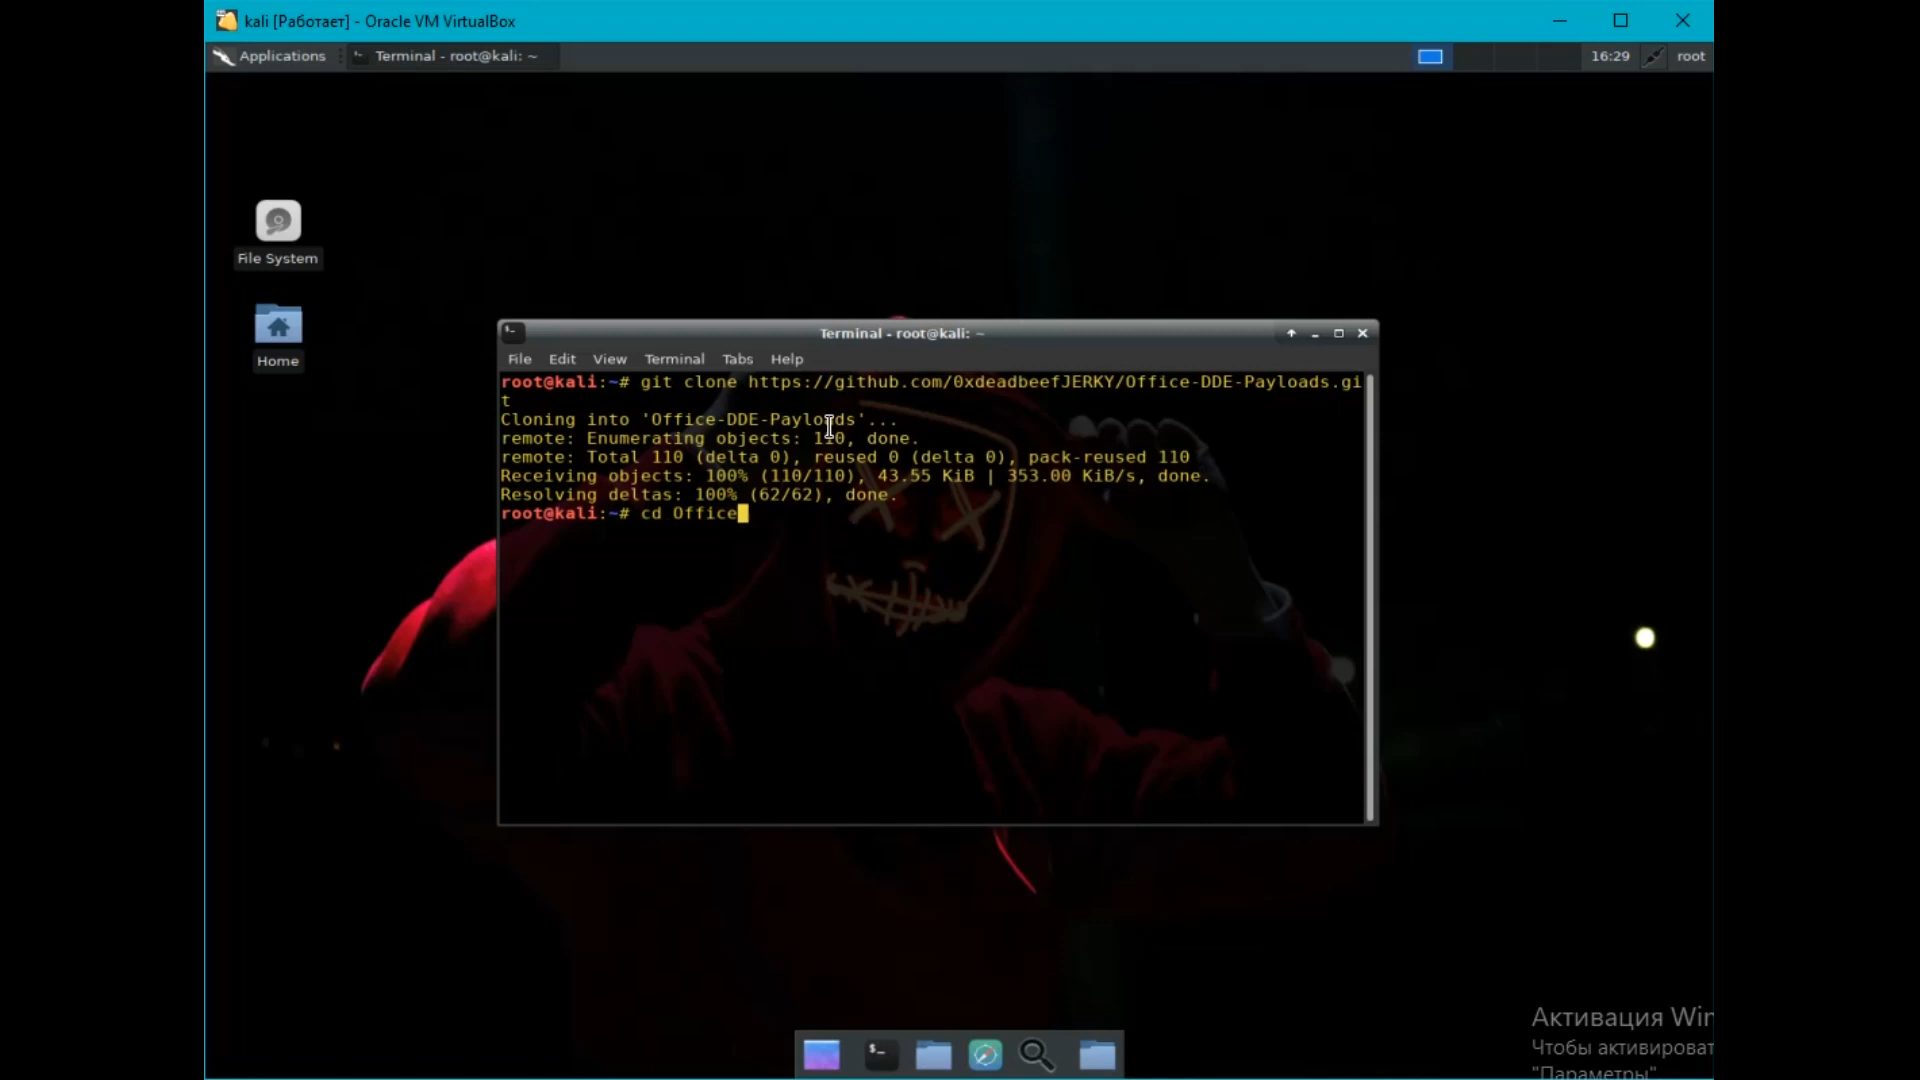 kali [Работает] - Oracle VM VirtualBox
Applications
Terminal - root@kali: ~
16:29
root
File System
Home
Terminal - root@kali: ~
File Edit View Terminal Tabs Help
root@kali:~# git clone https://github.com/0xdeadbeefJERKY/Office-DDE-Payloads.gi
t
Cloning into 'Office-DDE-Payloads'...
remote: Enumerating objects: 110, done.
remote: Total 110 (delta 0), reused 0 (delta 0), pack-reused 110
Receiving objects: 100% (110/110), 43.55 KiB | 353.00 KiB/s, done.
Resolving deltas: 100% (62/62), done.
root@kali:~# cd Office
Активация Win
Чтобы активироват
"Параметры"